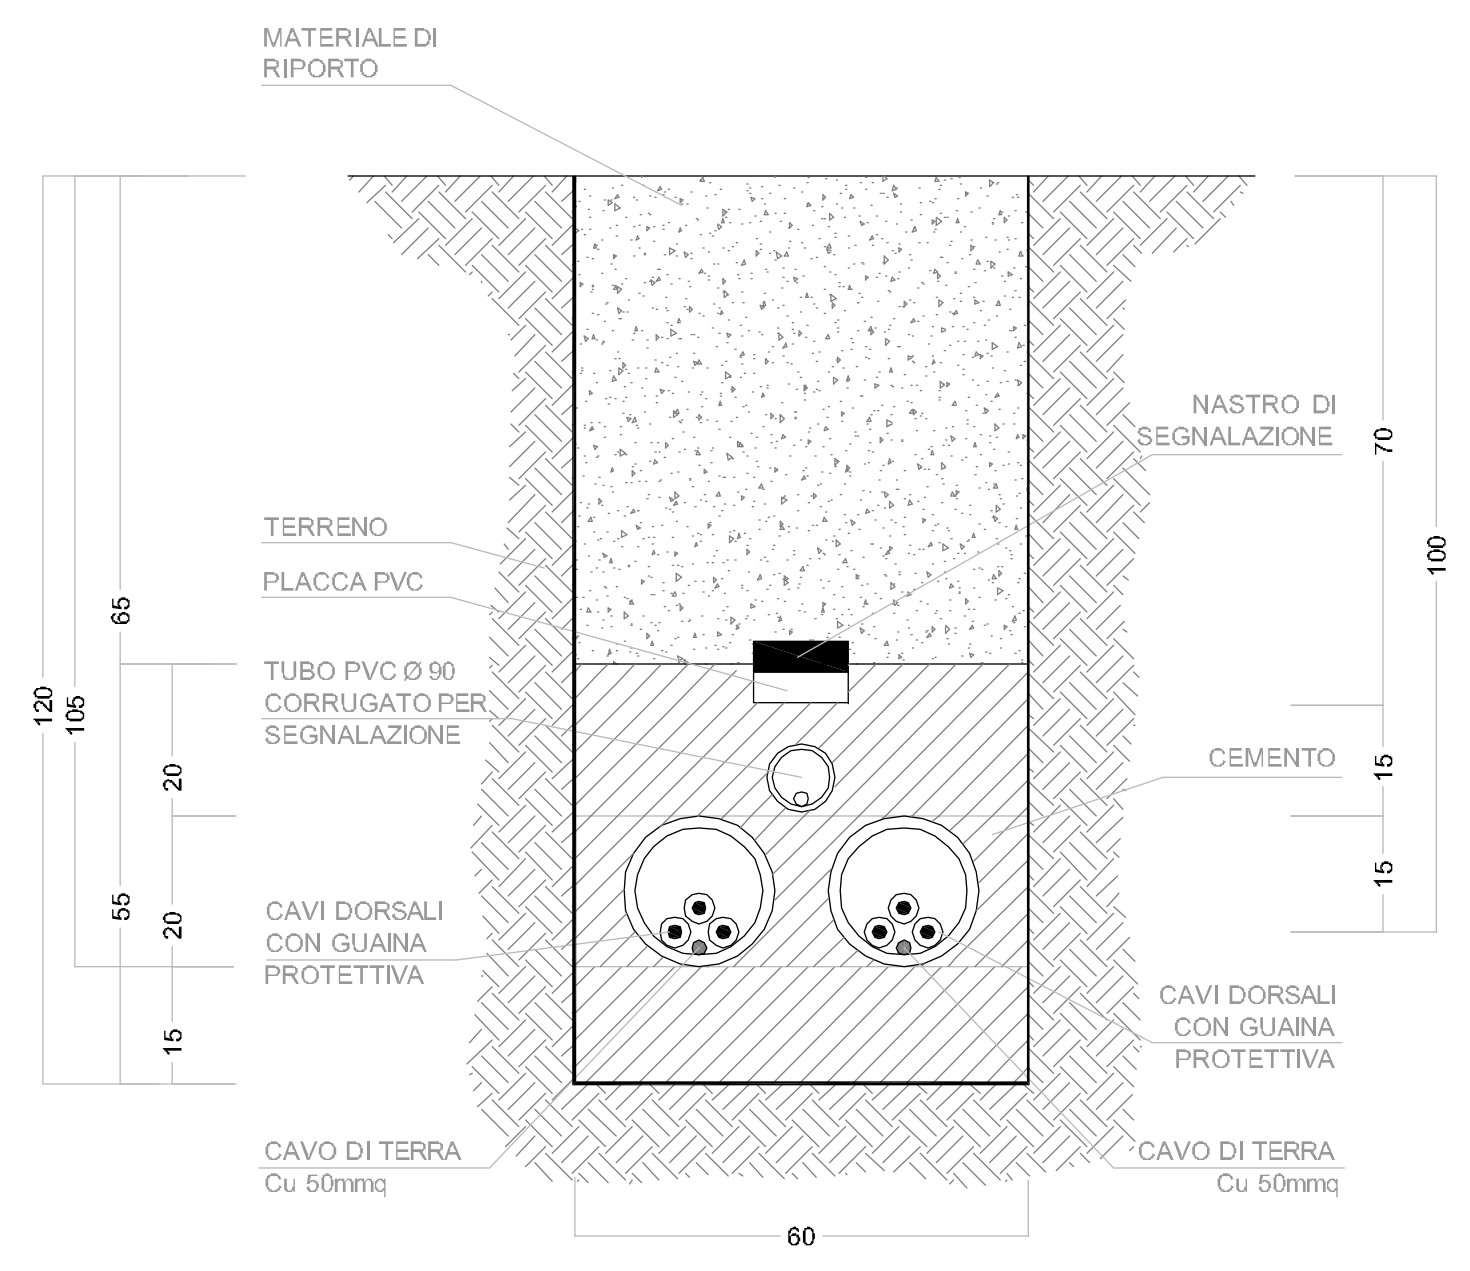 MATERIALE DI
RIPORTO
NASTRO DI
SEGNALAZIONE
70
100
TERRENO
PLACCA PVC
65
TUBO PVC Ø 90
CORRUGATO PER
SEGNALAZIONE
120
105
20
CEMENTO
15
15
55
20
CAVI DORSALI
CON GUAINA
PROTETTIVA
CAVI DORSALI
CON GUAINA
PROTETTIVA
15
CAVO DI TERRA
Cu 50mmq
CAVO DI TERRA
Cu 50mmq
60